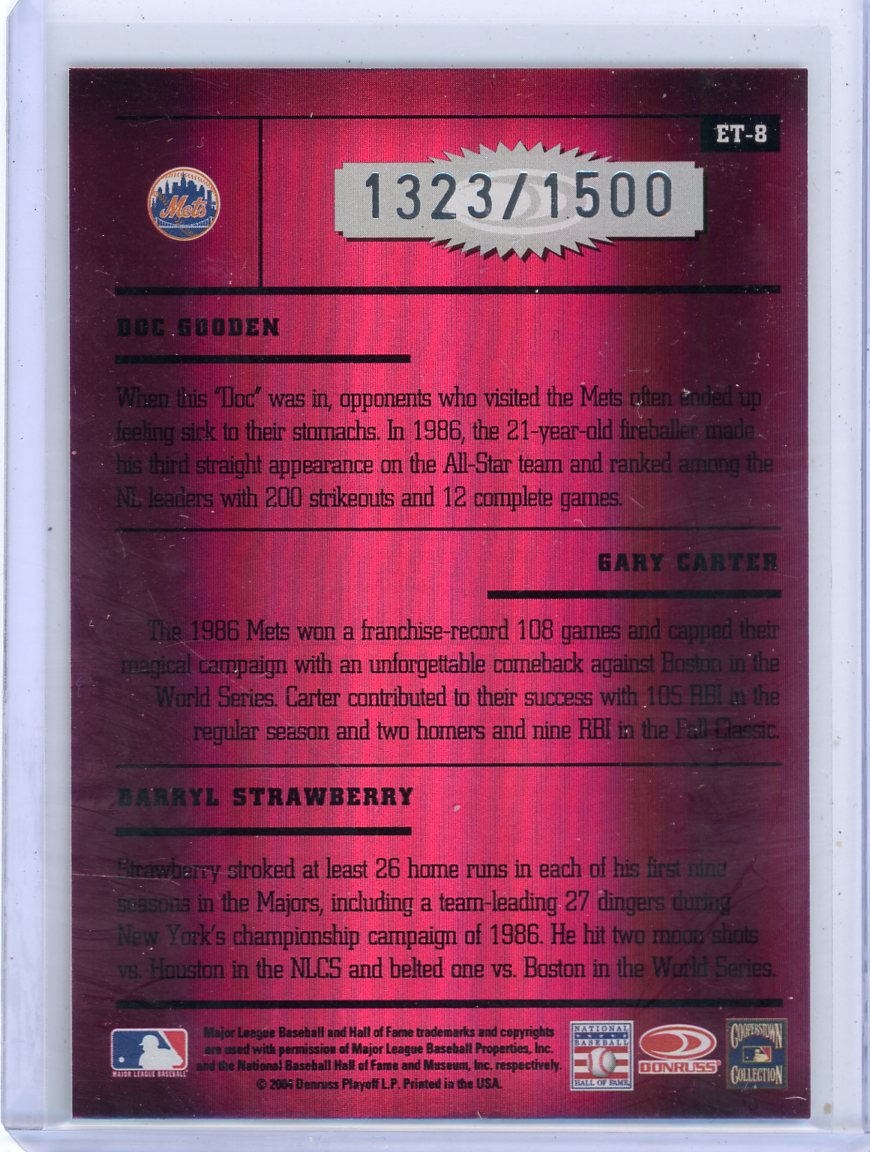 ET-8
Mets
1323/1500
DOC GOODEN
When this "Doc" was in, opponents who visited the Mets often ended up
feeling sick to their stomachs. In 1986, the 21-year-old fireballer made
his third straight appearance on the All-Star team and ranked among the
NL leaders with 200 strikeouts and 12 complete games.
GARY CARTER
The 1986 Mets won a franchise-record 108 games and capped their
magical campaign with an unforgettable comeback against Boston in the
World Series. Carter contributed to their success with 105 RBI in the
regular season and two homers and nine RBI in the Fall Classic.
DARRYL STRAWBERRY
Strawberry stroked at least 26 home runs in each of his first nine
seasons in the Majors, including a team-leading 27 dingers during
New York's championship campaign of 1986. He hit two moon shots
vs. Houston in the NLCS and belted one vs. Boston in the World Series.
Major League Baseball and Hall of Fame trademarks and copyrights
are used with permission of Major League Baseball Properties, Inc.
and the National Baseball Hall of Fame and Museum, Inc. respectively.
© Donruss Playoff L.P. Printed in the USA.
MAJOR LEAGUE BASEBALL
NATIONAL
BASEBALL
HALL OF FAME
DONRUSS
COOPERSTOWN
COLLECTION